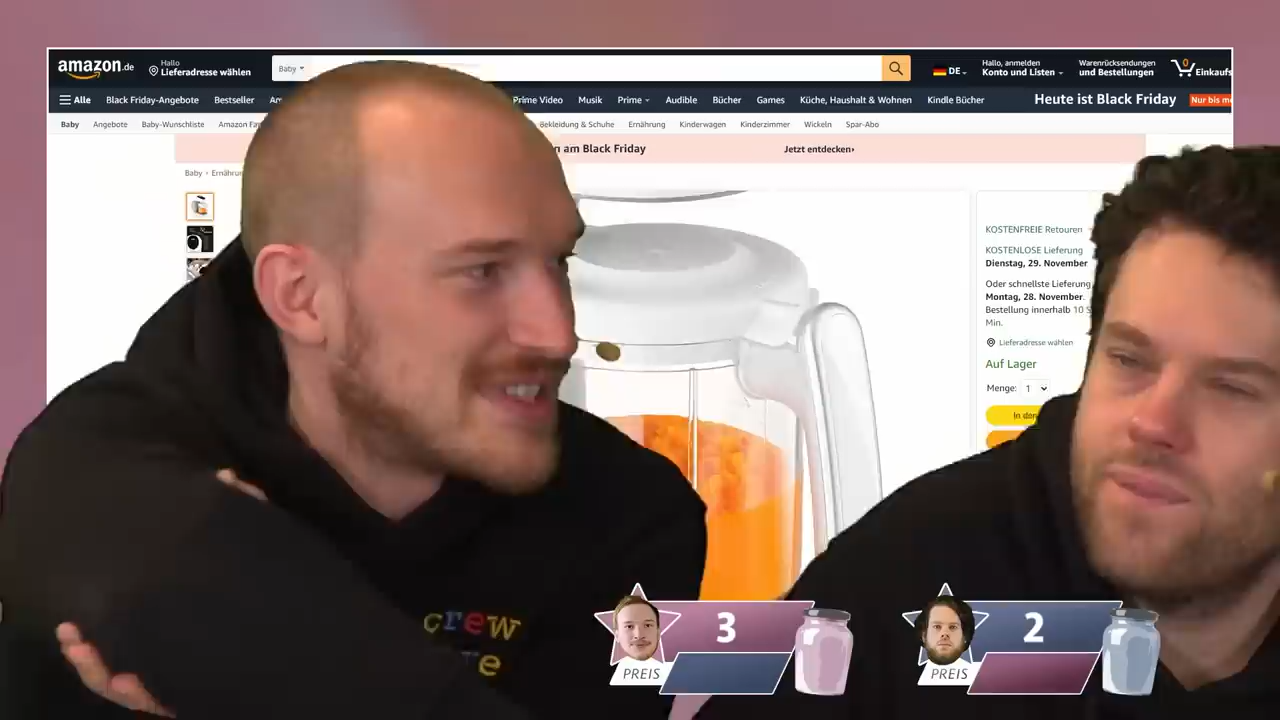 amazon.de
Hallo
Lieferadresse wählen
Baby
DE
Hallo, anmelden
Konto und Listen
Warenrücksendungen
und Bestellungen
0
Einkaufs
Alle
Black Friday-Angebote
Bestseller
Prime Video
Musik
Prime
Audible
Bücher
Games
Küche, Haushalt & Wohnen
Kindle Bücher
Heute ist Black Friday
Baby
Angebote
Baby-Wunschliste
Amazon
Bekleidung & Schuhe
Ernährung
Kinderwagen
Kinderzimmer
Wickeln
Spar-Abo
am Black Friday
Jetzt entdecken
Baby › Ernährun
KOSTENFREIE Retouren
KOSTENLOSE Lieferung
Dienstag, 29. November
Oder schnellste Lieferung
Montag, 28. November.
Bestellung innerhalb 10
Min.
Lieferadresse wählen
Auf Lager
Menge: 1
In den
crew
3
PREIS
2
PREIS